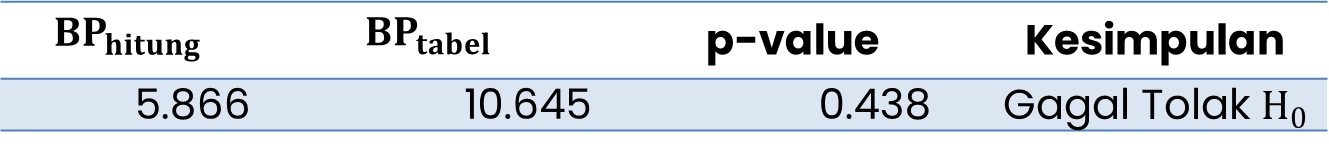 BPhitung BPtabel p-value Kesimpulan
5.866 10.645 0.438 Gagal Tolak H0